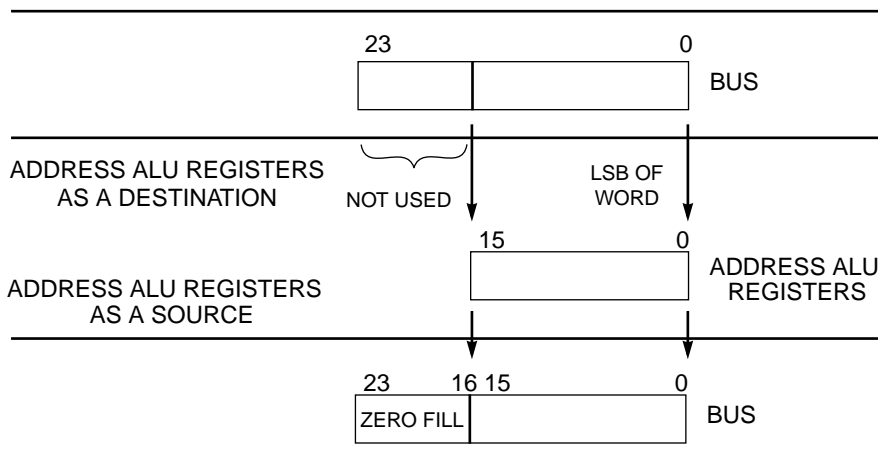 23 0
BUS
ADDRESS ALU REGISTERS
AS A DESTINATION
NOT USED
LSB OF
WORD
15 0
ADDRESS ALU
REGISTERS
ADDRESS ALU REGISTERS
AS A SOURCE
23 16 15 0
ZERO FILL
BUS